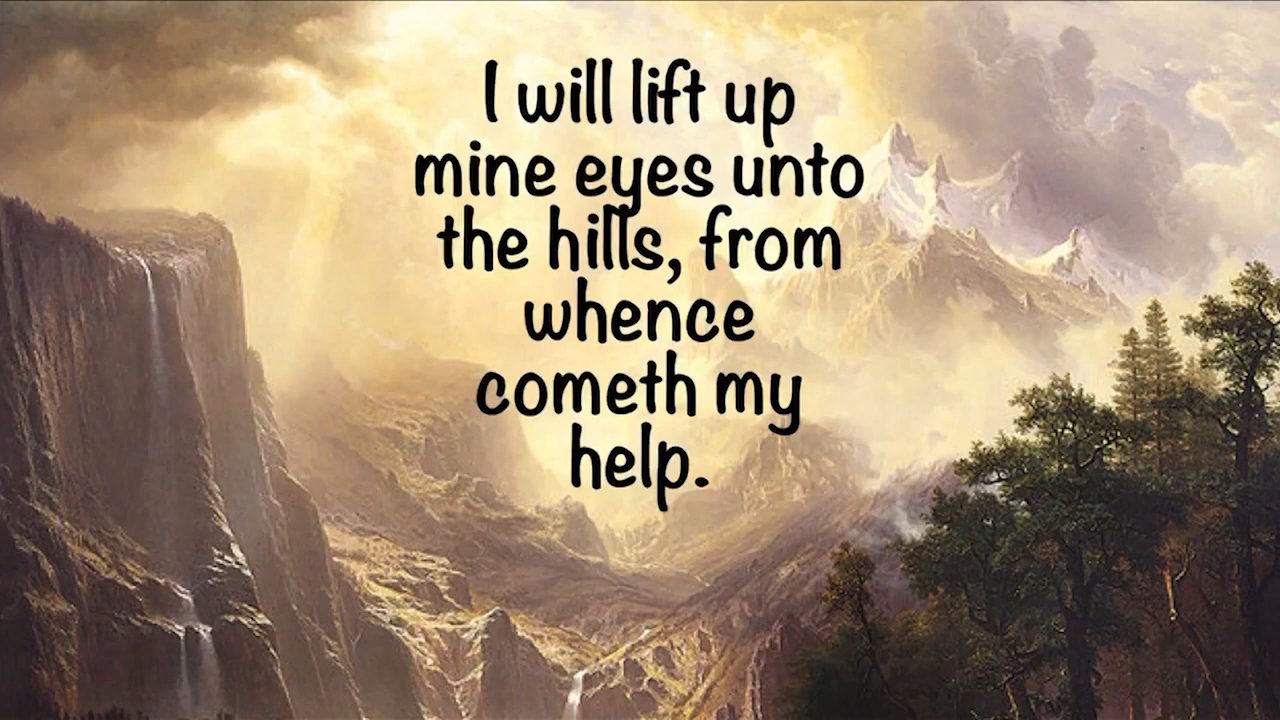 I will lift up
mine eyes unto
the hills, from
whence
cometh my
help.